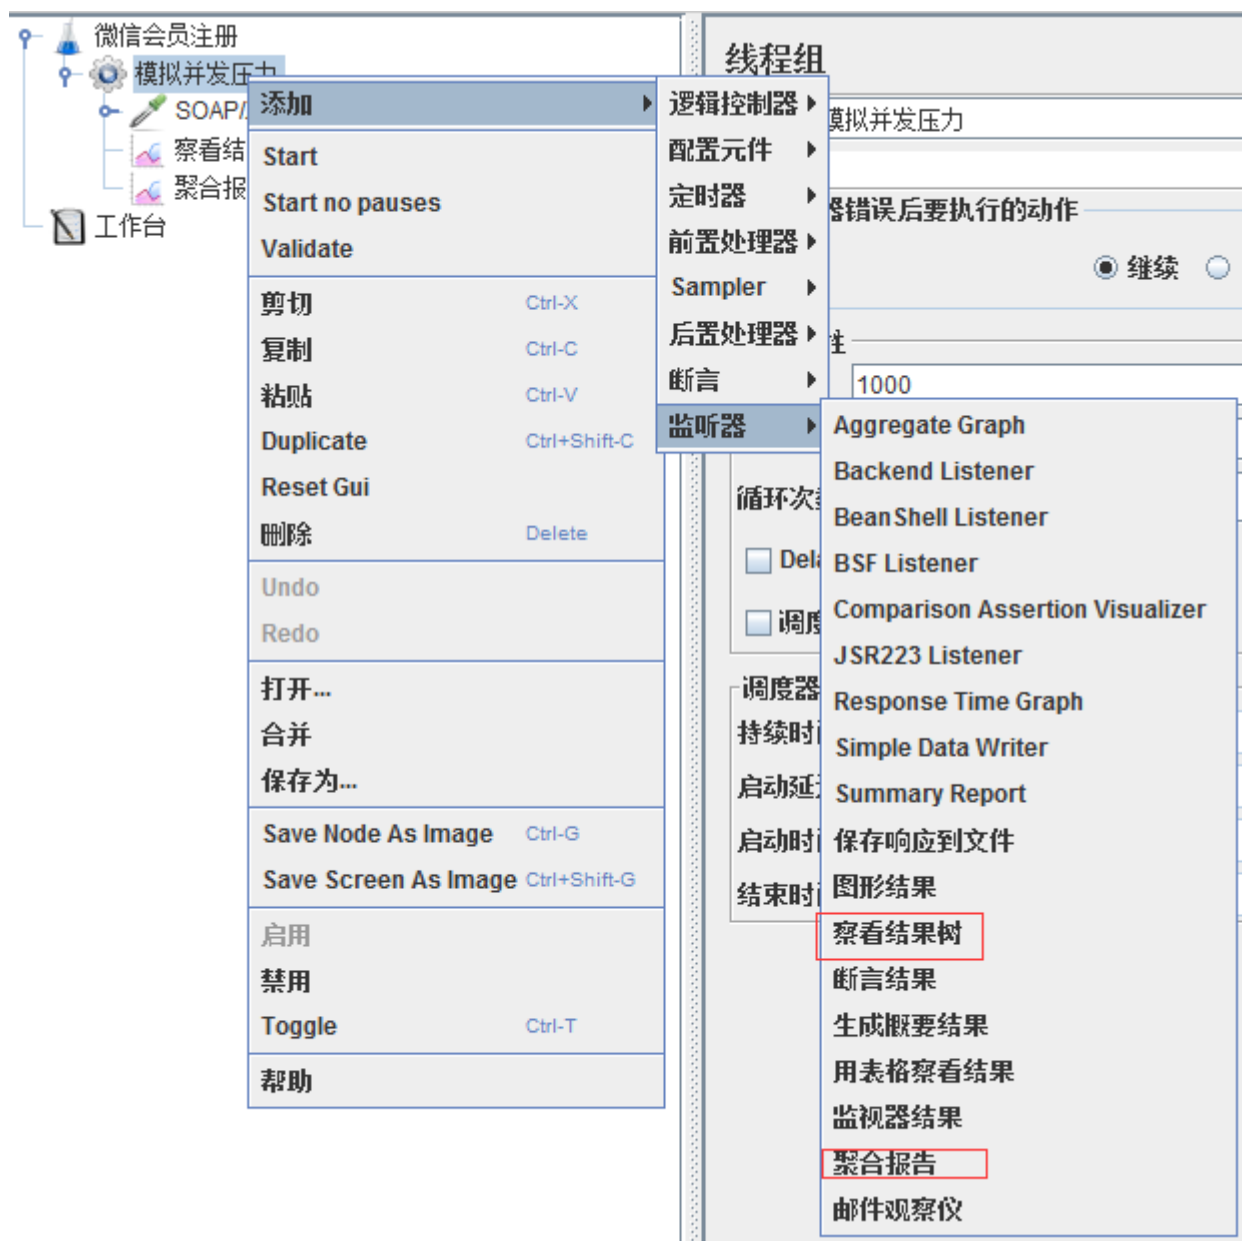 微信会员注册
模拟并发压力
SOAP/
察看结
聚合报
工作台
添加
Start
Start no pauses
Validate
剪切 Ctrl-X
复制 Ctrl-C
粘贴 Ctrl-V
Duplicate Ctrl+Shift-C
Reset Gui
删除 Delete
Undo
Redo
打开...
合并
保存为...
Save Node As Image Ctrl-G
Save Screen As Image Ctrl+Shift-G
启用
禁用
Toggle Ctrl-T
帮助
逻辑控制器
配置元件
定时器
前置处理器
Sampler
后置处理器
断言
监听器
Aggregate Graph
Backend Listener
BeanShell Listener
BSF Listener
Comparison Assertion Visualizer
JSR223 Listener
Response Time Graph
Simple Data Writer
Summary Report
保存响应到文件
图形结果
察看结果树
断言结果
生成概要结果
用表格察看结果
监视器结果
聚合报告
邮件观察仪
线程组
模拟并发压力
器错误后要执行的动作
继续
性
1000
循环次
Dela
调度
调度器
持续时
启动延
启动时
结束时